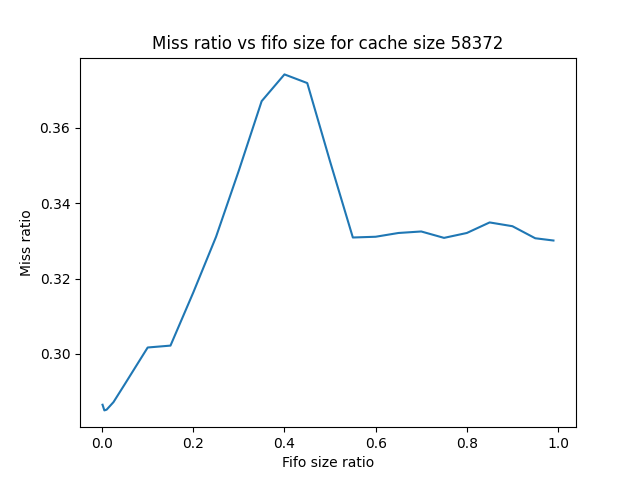 Miss ratio vs fifo size for cache size 58372
0.36
0.34
0.32
0.30
Miss ratio
0.0 0.2 0.4 0.6 0.8 1.0
Fifo size ratio